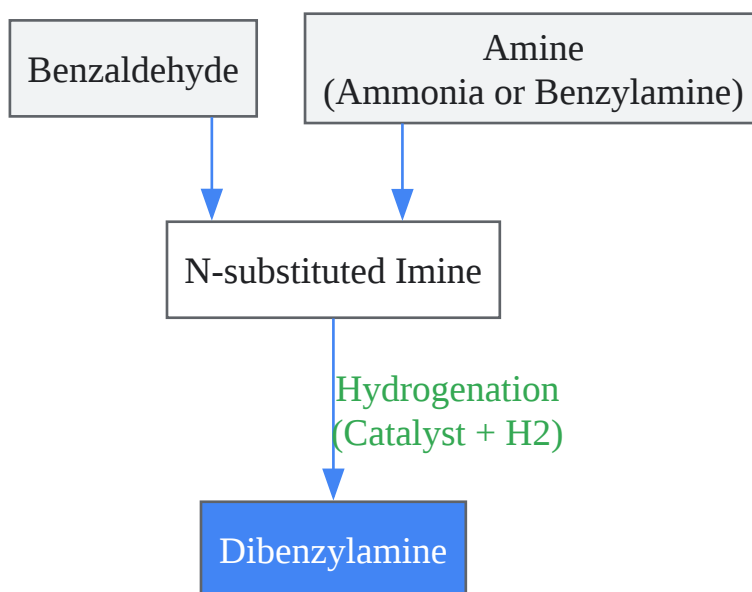 Benzaldehyde
Amine
(Ammonia or Benzylamine)
N-substituted Imine
Hydrogenation
(Catalyst + H2)
Dibenzylamine